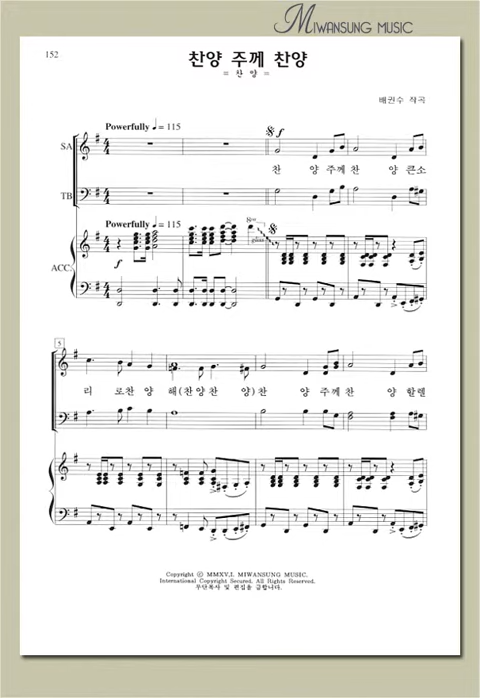 MIWANSUNG MUSIC
152
찬양 주께 찬양
= 찬 양 =
배권수 작곡
Powerfully ♩ = 115
SA
찬 양 주께 찬 양 큰소
TB
Powerfully ♩ = 115
8va
gliss
ACC.
5
리 로찬 양 해(찬양찬 양)찬 양 주께 찬 양 할렐
Copyright ⓒ MMXV,I. MIWANSUNG MUSIC.
International Copyright Secured. All Rights Reserved.
무단복사 및 편집을 금합니다.